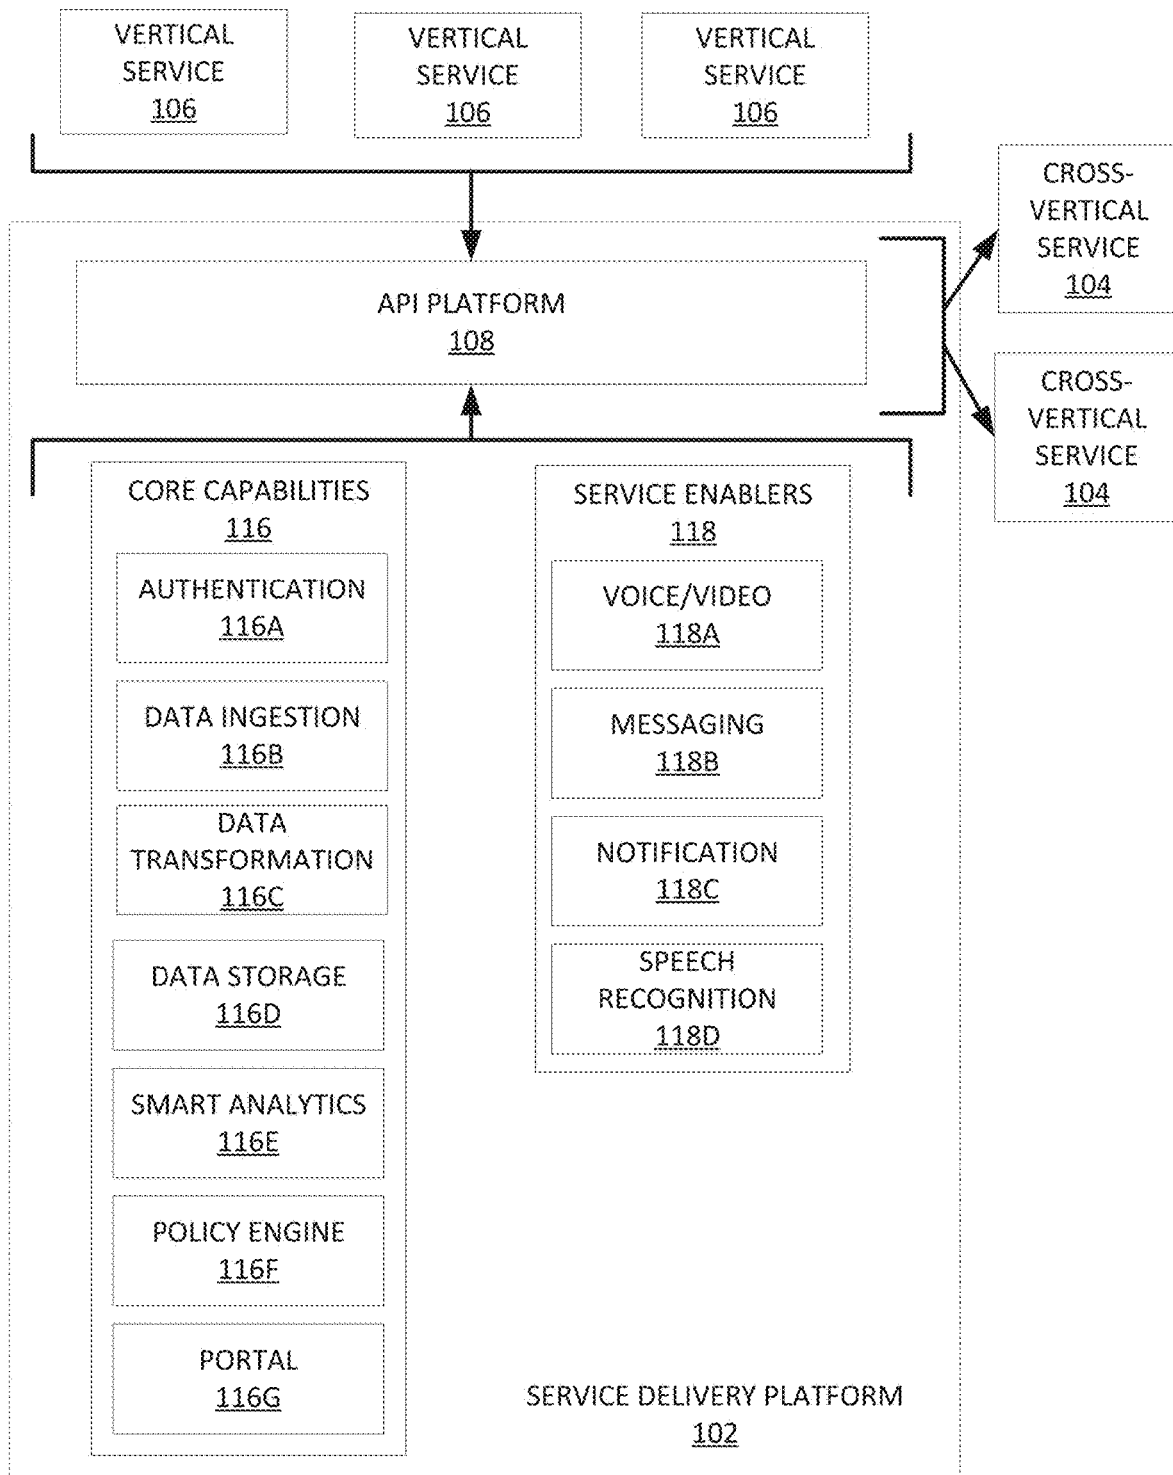 VERTICAL
SERVICE
106
VERTICAL
SERVICE
106
VERTICAL
SERVICE
106
CROSS-
VERTICAL
SERVICE
104
API PLATFORM
108
CROSS-
VERTICAL
SERVICE
104
CORE CAPABILITIES
116
AUTHENTICATION
116A
DATA INGESTION
116B
DATA
TRANSFORMATION
116C
DATA STORAGE
116D
SMART ANALYTICS
116E
POLICY ENGINE
116F
PORTAL
116G
SERVICE ENABLERS
118
VOICE/VIDEO
118A
MESSAGING
118B
NOTIFICATION
118C
SPEECH
RECOGNITION
118D
SERVICE DELIVERY PLATFORM
102